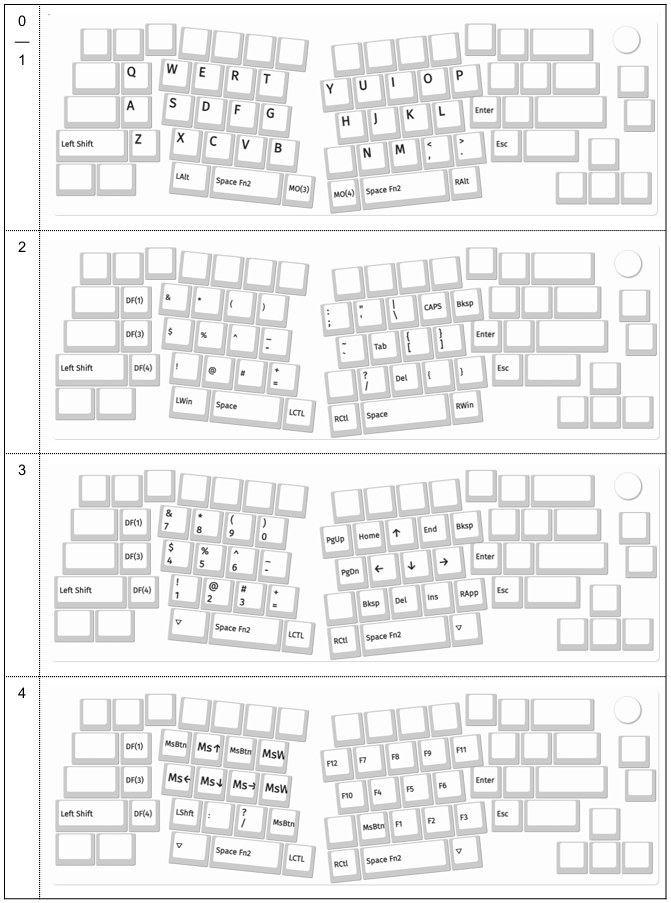 0
1
Q W E R T Y U I O P
A S D F G H J K L Enter
Left Shift Z X C V B N M < , > . Esc
LAlt Space Fn2 MO(3) MO(4) Space Fn2 RAlt
2
DF(1) & * ( ) : ; " ' | \ CAPS Bksp
DF(3) $ % ^ _ - ~ ` Tab { [ } ] Enter
Left Shift DF(4) ! @ # + = ? / Del ( ) Esc
LWin Space LCTL RCtl Space RWin
3
DF(1) & 7 * 8 ( 9 ) 0 PgUp Home ↑ End Bksp
DF(3) $ 4 % 5 ^ 6 _ - PgDn ← ↓ → Enter
Left Shift DF(4) ! 1 @ 2 # 3 + = Bksp Del Ins RApp Esc
▽ Space Fn2 LCTL RCtl Space Fn2 ▽
4
DF(1) MsBtn Ms↑ MsBtn MsW F12 F7 F8 F9 F11
DF(3) Ms← Ms↓ Ms→ MsW F10 F4 F5 F6 Enter
Left Shift DF(4) LShft : ? / MsBtn MsBtn F1 F2 F3 Esc
▽ Space Fn2 LCTL RCtl Space Fn2 ▽